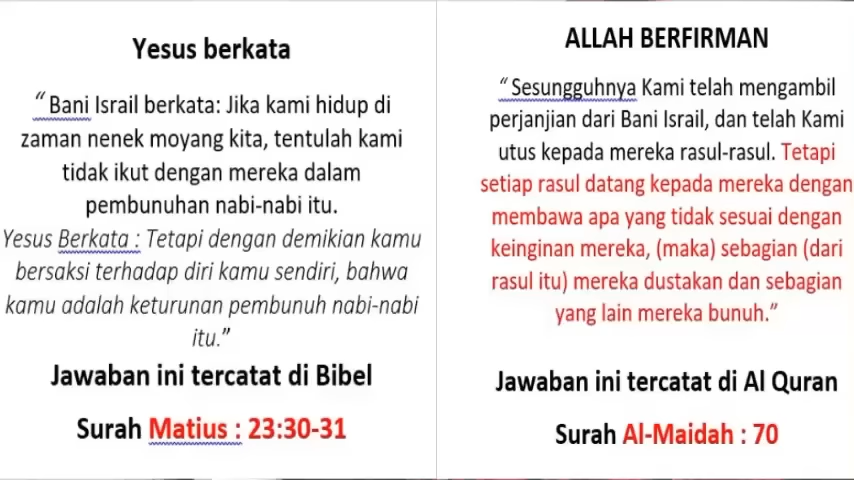 Yesus berkata
“Bani Israil berkata: Jika kami hidup di
zaman nenek moyang kita, tentulah kami
tidak ikut dengan mereka dalam
pembunuhan nabi-nabi itu.
Yesus Berkata : Tetapi dengan demikian kamu
bersaksi terhadap diri kamu sendiri, bahwa
kamu adalah keturunan pembunuh nabi-nabi
itu.”
Jawaban ini tercatat di Bibel
Surah Matius : 23:30-31
ALLAH BERFIRMAN
“Sesungguhnya Kami telah mengambil
perjanjian dari Bani Israil, dan telah Kami
utus kepada mereka rasul-rasul. Tetapi
setiap rasul datang kepada mereka dengan
membawa apa yang tidak sesuai dengan
keinginan mereka, (maka) sebagian (dari
rasul itu) mereka dustakan dan sebagian
yang lain mereka bunuh.”
Jawaban ini tercatat di Al Quran
Surah Al-Maidah : 70